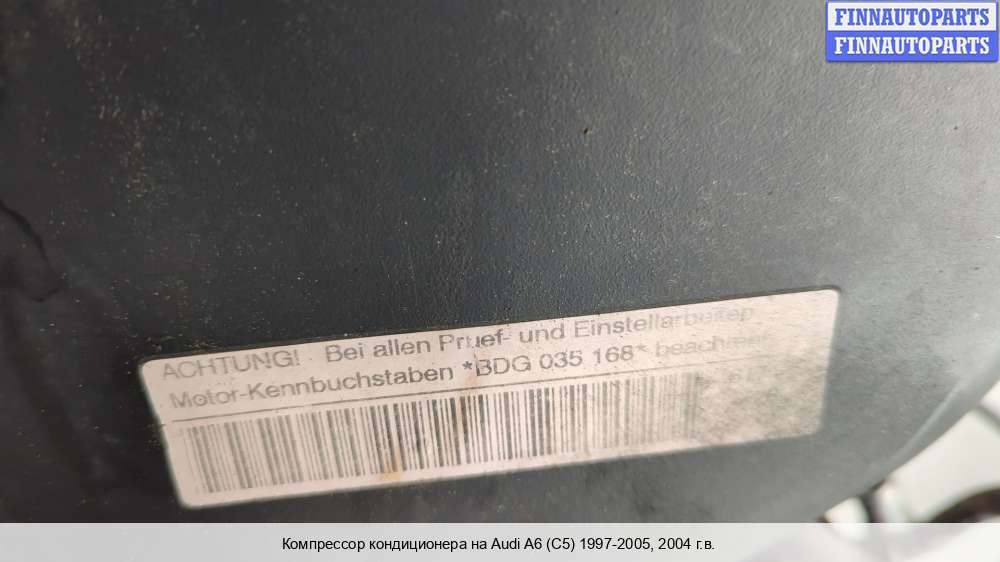 FINNAUTOPARTS
FINNAUTOPARTS
ACHTUNG! Bei allen Pruef- und Einstellarbeiten
Motor-Kennbuchstaben *BDG 035 168* beachten!
Компрессор кондиционера на Audi A6 (C5) 1997-2005, 2004 г.в.